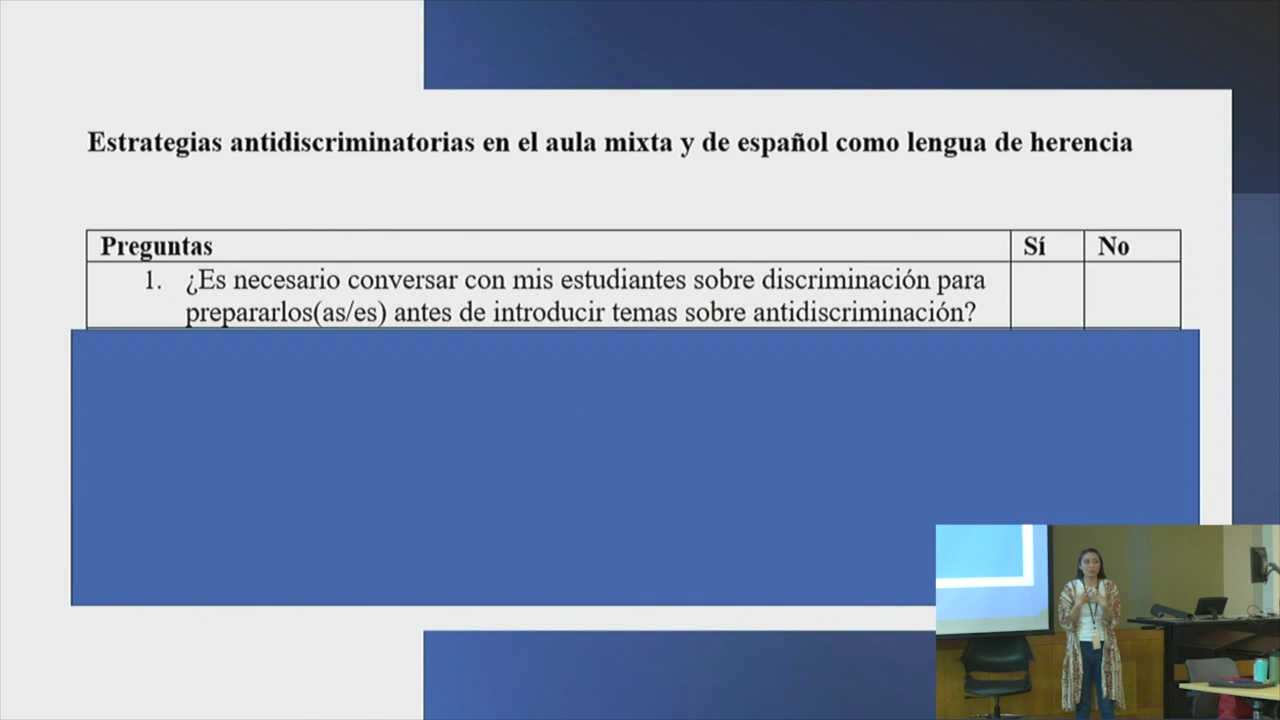 Estrategias antidiscriminatorias en el aula mixta y de español como lengua de herencia
Preguntas Sí No
1. ¿Es necesario conversar con mis estudiantes sobre discriminación para
prepararlos(as/es) antes de introducir temas sobre antidiscriminación?